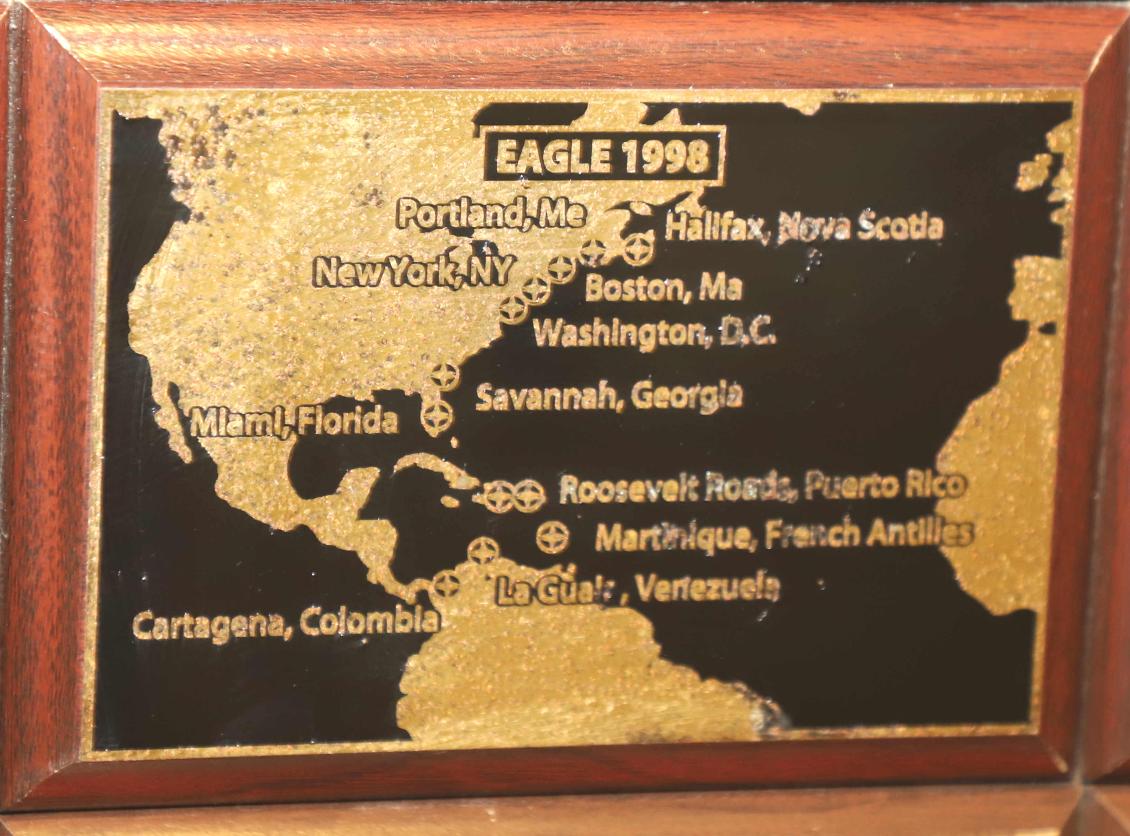 EAGLE 1998
Portland, Me
Halifax, Nova Scotia
New York, NY
Boston, Ma
Washington, D.C.
Savannah, Georgia
Miami, Florida
Roosevelt Roads, Puerto Rico
Martinique, French Antilles
La , Venezuela
Cartagena, Colombia